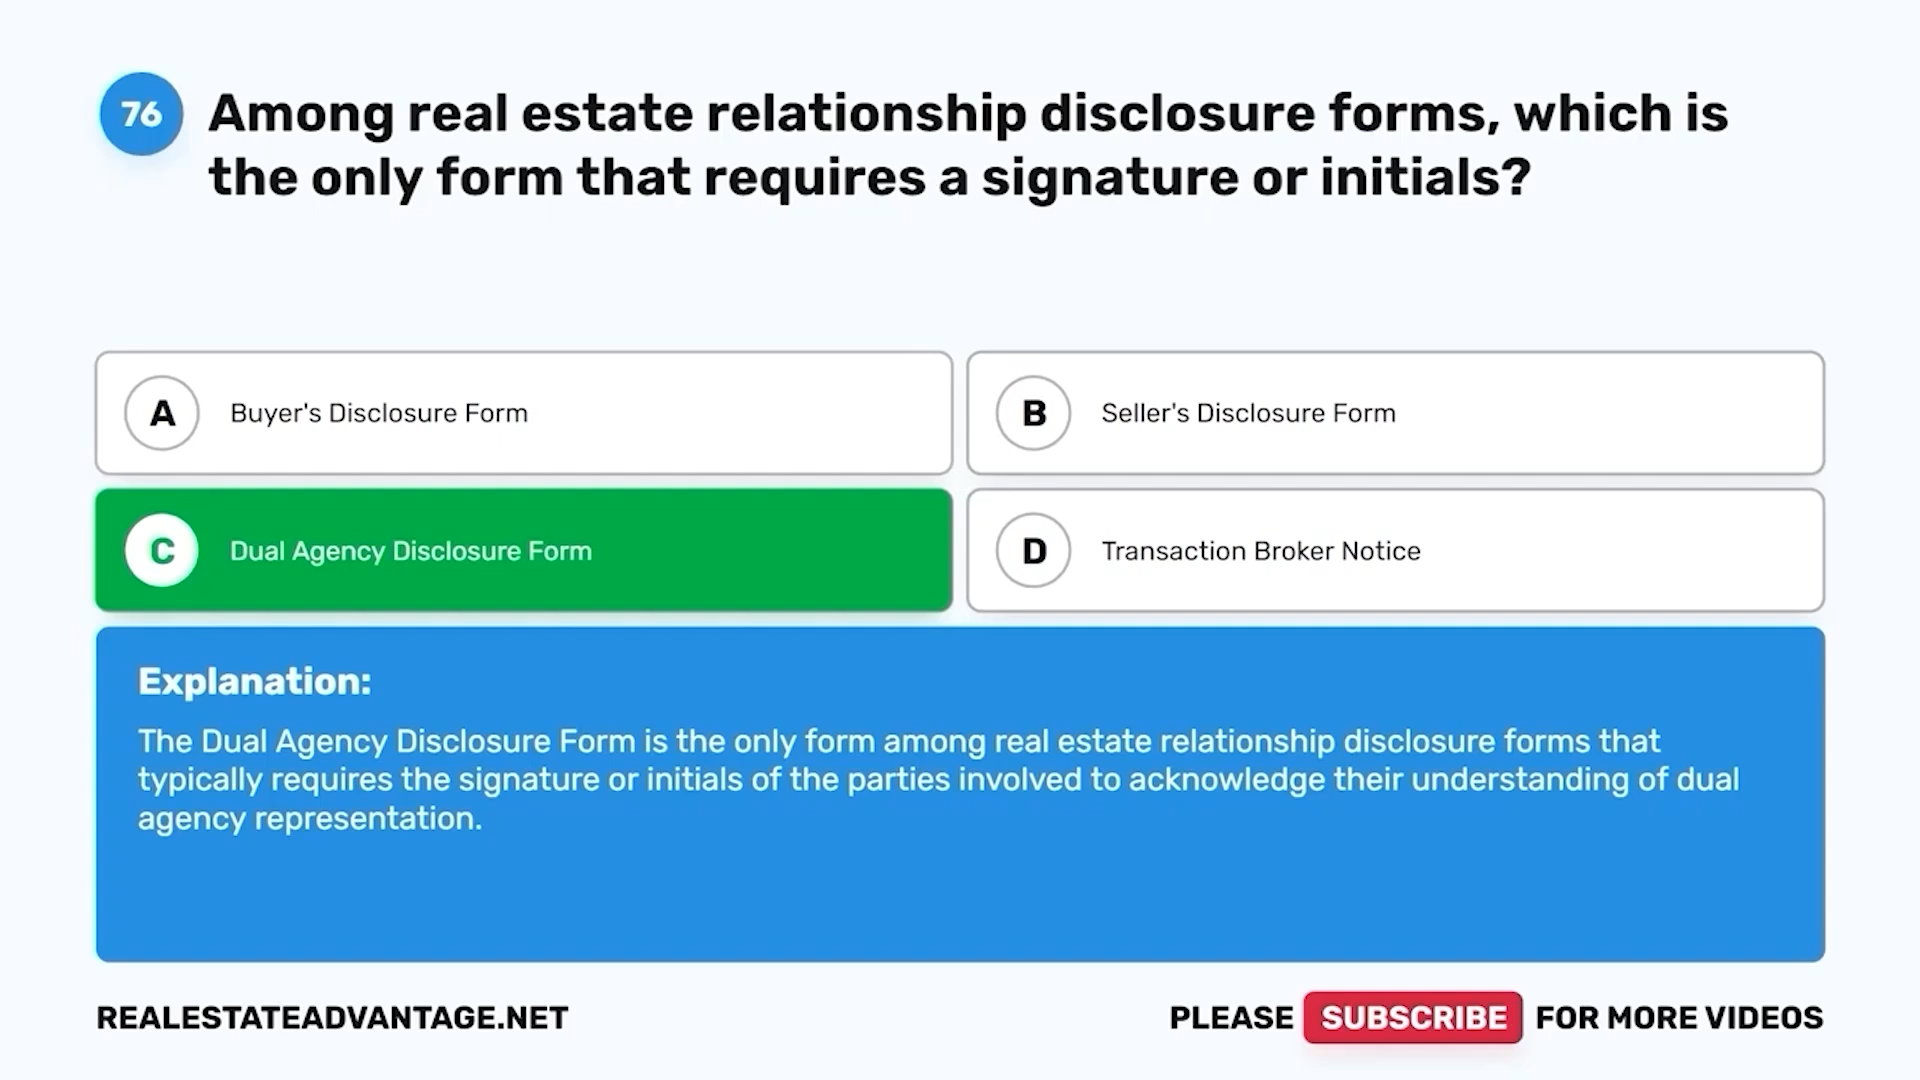 76
Among real estate relationship disclosure forms, which is
the only form that requires a signature or initials?
A Buyer's Disclosure Form
B Seller's Disclosure Form
C Dual Agency Disclosure Form
D Transaction Broker Notice
Explanation:
The Dual Agency Disclosure Form is the only form among real estate relationship disclosure forms that
typically requires the signature or initials of the parties involved to acknowledge their understanding of dual
agency representation.
REALESTATEADVANTAGE.NET
PLEASE SUBSCRIBE FOR MORE VIDEOS